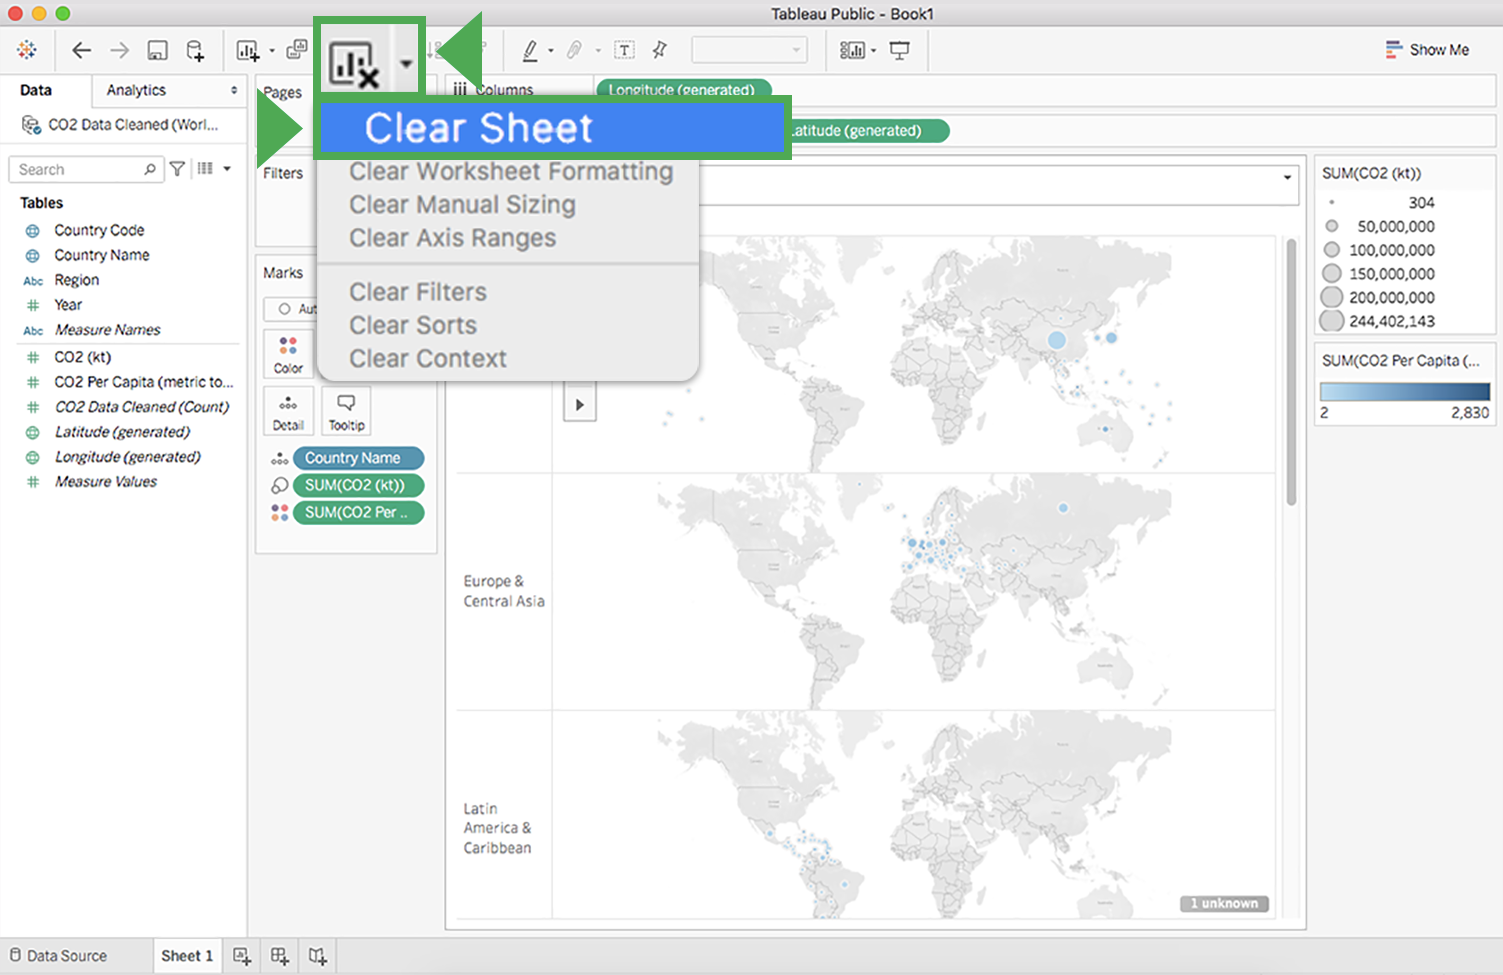 Tableau Public - Book1
Show Me
Data
Analytics
Pages
Columns
Longitude (generated)
Clear Sheet
Latitude (generated)
CO2 Data Cleaned (Worl...
Search
Filters
Clear Worksheet Formatting
Clear Manual Sizing
Clear Axis Ranges
Clear Filters
Clear Sorts
Clear Context
Tables
Country Code
Country Name
Abc Region
Year
Abc Measure Names
CO2 (kt)
CO2 Per Capita (metric to...
CO2 Data Cleaned (Count)
Latitude (generated)
Longitude (generated)
Measure Values
Marks
Aut
Color
Detail
Tooltip
Country Name
SUM(CO2 (kt))
SUM(CO2 Per ..
Europe &
Central Asia
Latin
America &
Caribbean
1 unknown
SUM(CO2 (kt))
304
50,000,000
100,000,000
150,000,000
200,000,000
244,402,143
SUM(CO2 Per Capita (...
2
2,830
Data Source
Sheet 1